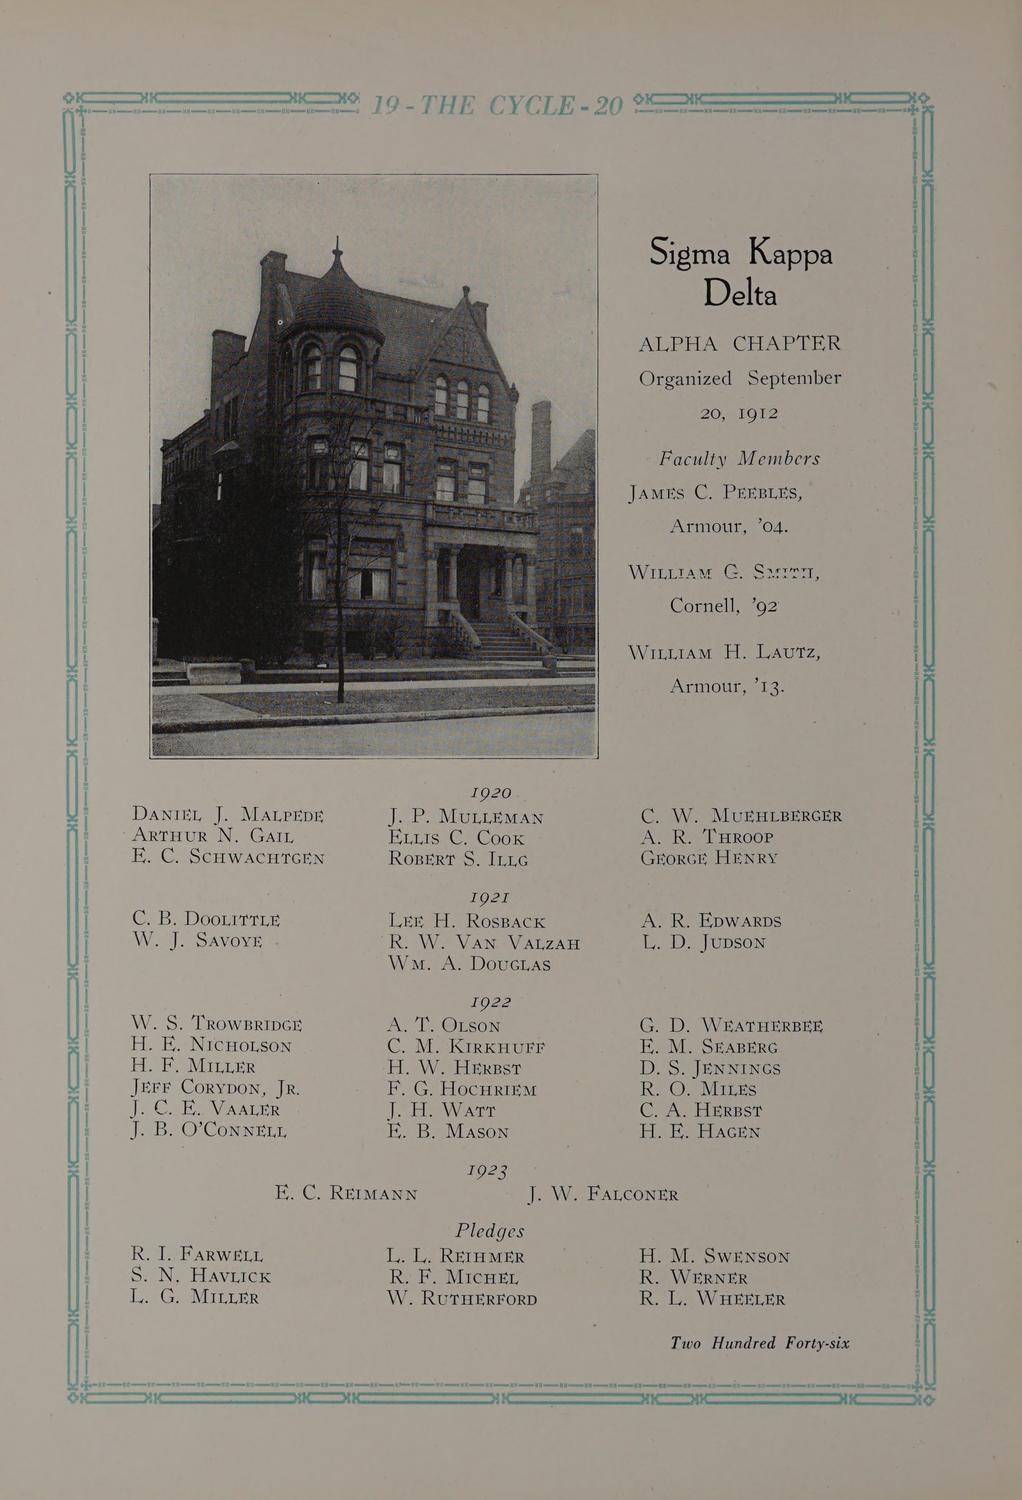 19-THE CYCLE-20
Sigma Kappa
Delta
ALPHA CHAPTER
Organized September
20, 1912
Faculty Members
JAMES C. PEEBLES,
Armour, '04.
WILLIAM G. SMITH,
Cornell, '92
WILLIAM H. LAUTZ,
Armour, '13.
1920
DANIEL J. MALPEDE J. P. MULLEMAN C. W. MUEHLBERGER
ARTHUR N. GAIL ELLIS C. COOK A. R. THROOP
E. C. SCHWACHTGEN ROBERT S. ILLG GEORGE HENRY
1921
C. B. DOOLITTLE LEE H. ROSBACK A. R. EDWARDS
W. J. SAVOYE R. W. VAN VALZAH L. D. JUDSON
WM. A. DOUGLAS
1922
W. S. TROWBRIDGE A. T. OLSON G. D. WEATHERBEE
H. E. NICHOLSON C. M. KIRKHUFF E. M. SEABERG
H. F. MILLER H. W. HERBST D. S. JENNINGS
JEFF CORYDON, JR. F. G. HOCHRIEM R. O. MILES
J. C. E. VAALER J. H. WATT C. A. HERBST
J. B. O'CONNELL E. B. MASON H. E. HAGEN
1923
E. C. REIMANN J. W. FALCONER
Pledges
R. I. FARWELL L. L. REIHMER H. M. SWENSON
S. N. HAVLICK R. F. MICHEL R. WERNER
L. G. MILLER W. RUTHERFORD R. L. WHEELER
Two Hundred Forty-six